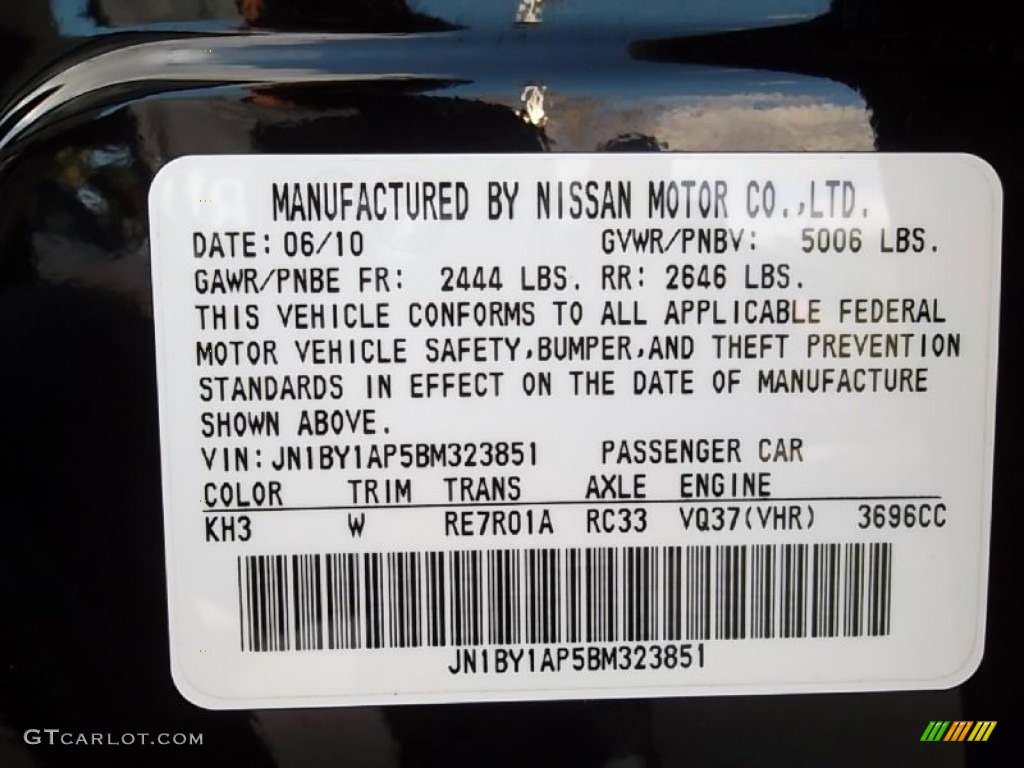 MANUFACTURED BY NISSAN MOTOR CO.,LTD.
DATE: 06/10 GVWR/PNBV: 5006 LBS.
GAWR/PNBE FR: 2444 LBS. RR: 2646 LBS.
THIS VEHICLE CONFORMS TO ALL APPLICABLE FEDERAL
MOTOR VEHICLE SAFETY,BUMPER,AND THEFT PREVENTION
STANDARDS IN EFFECT ON THE DATE OF MANUFACTURE
SHOWN ABOVE.
VIN: JN1BY1AP5BM323851 PASSENGER CAR
COLOR TRIM TRANS AXLE ENGINE
KH3 W RE7R01A RC33 VQ37(VHR) 3696CC
JN1BY1AP5BM323851
GTCARLOT.COM